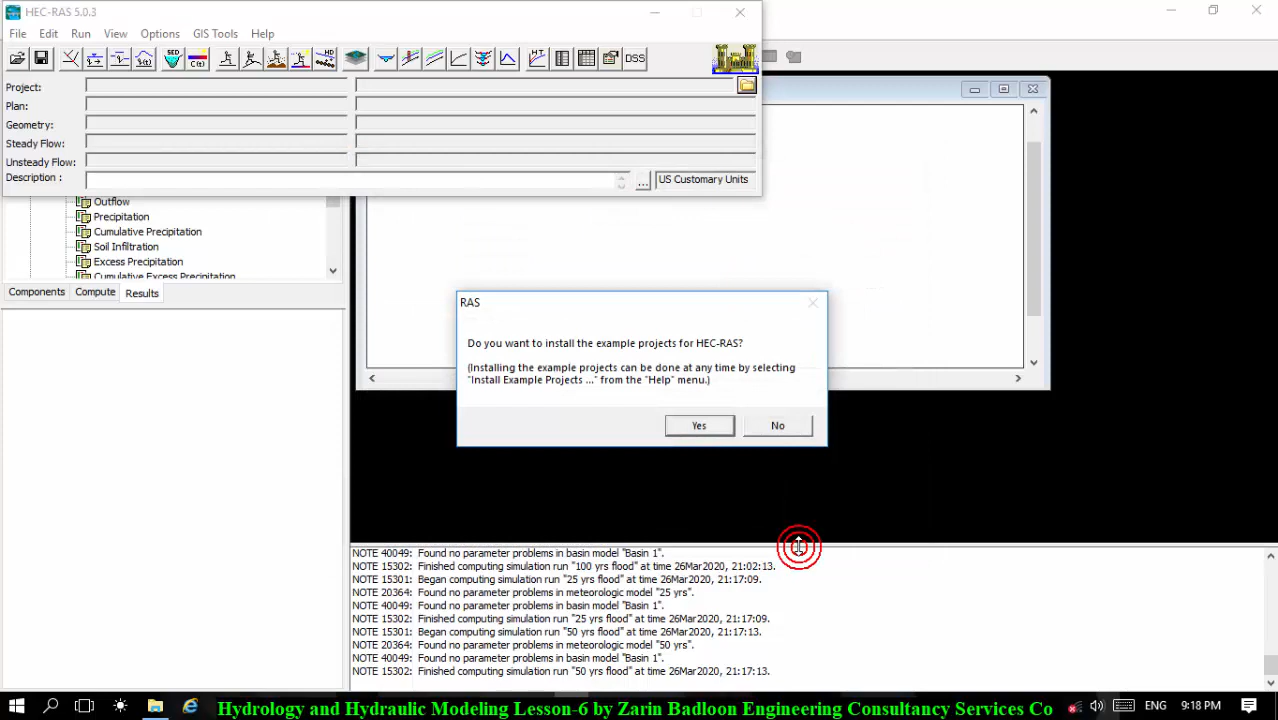 HEC-RAS 5.0.3
File Edit Run View Options GIS Tools Help
DSS
Project:
Plan:
Geometry:
Steady Flow:
Unsteady Flow:
Description :
...
US Customary Units
Outflow
Precipitation
Cumulative Precipitation
Soil Infiltration
Excess Precipitation
Cumulative Excess Precipitation
Components Compute Results
RAS
Do you want to install the example projects for HEC-RAS?
(Installing the example projects can be done at any time by selecting
"Install Example Projects ..." from the "Help" menu.)
Yes No
NOTE 40049: Found no parameter problems in basin model "Basin 1".
NOTE 15302: Finished computing simulation run "100 yrs flood" at time 26Mar2020, 21:02:13.
NOTE 15301: Began computing simulation run "25 yrs flood" at time 26Mar2020, 21:17:09.
NOTE 20364: Found no parameter problems in meteorologic model "25 yrs".
NOTE 40049: Found no parameter problems in basin model "Basin 1".
NOTE 15302: Finished computing simulation run "25 yrs flood" at time 26Mar2020, 21:17:09.
NOTE 15301: Began computing simulation run "50 yrs flood" at time 26Mar2020, 21:17:13.
NOTE 20364: Found no parameter problems in meteorologic model "50 yrs".
NOTE 40049: Found no parameter problems in basin model "Basin 1".
NOTE 15302: Finished computing simulation run "50 yrs flood" at time 26Mar2020, 21:17:13.
Hydrology and Hydraulic Modeling Lesson-6 by Zarin Badloon Engineering Consultancy Services Co
ENG 9:18 PM